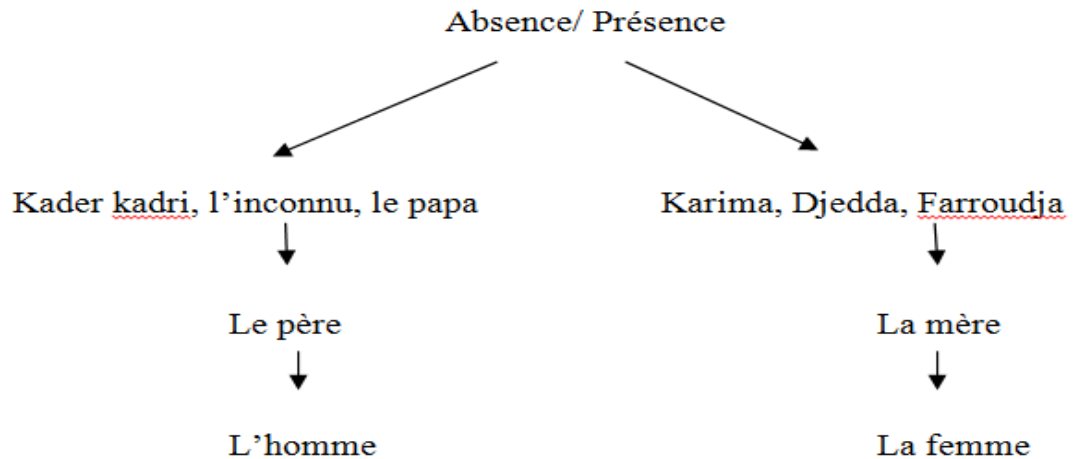 Absence/ Présence
Kader kadri, l’inconnu, le papa
Karima, Djedda, Farroudja
Le père
La mère
L’homme
La femme